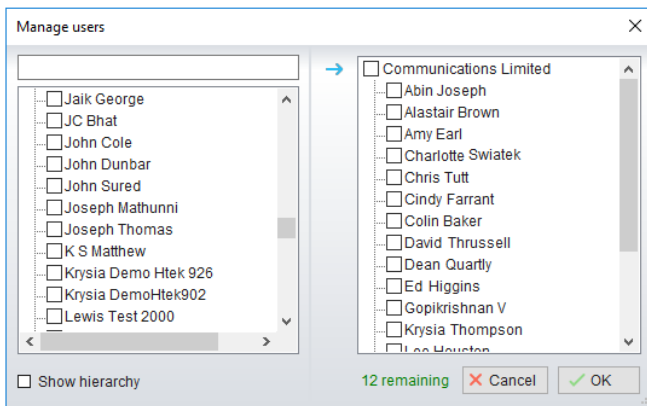 Manage users
Jaik George
JC Bhat
John Cole
John Dunbar
John Sured
Joseph Mathunni
Joseph Thomas
K S Matthew
Krysia Demo Htek 926
Krysia DemoHtek902
Lewis Test 2000
Show hierarchy
Communications Limited
Abin Joseph
Alastair Brown
Amy Earl
Charlotte Swiatek
Chris Tutt
Cindy Farrant
Colin Baker
David Thrussell
Dean Quartly
Ed Higgins
Gopikrishnan V
Krysia Thompson
Lee Houston
12 remaining
Cancel
OK